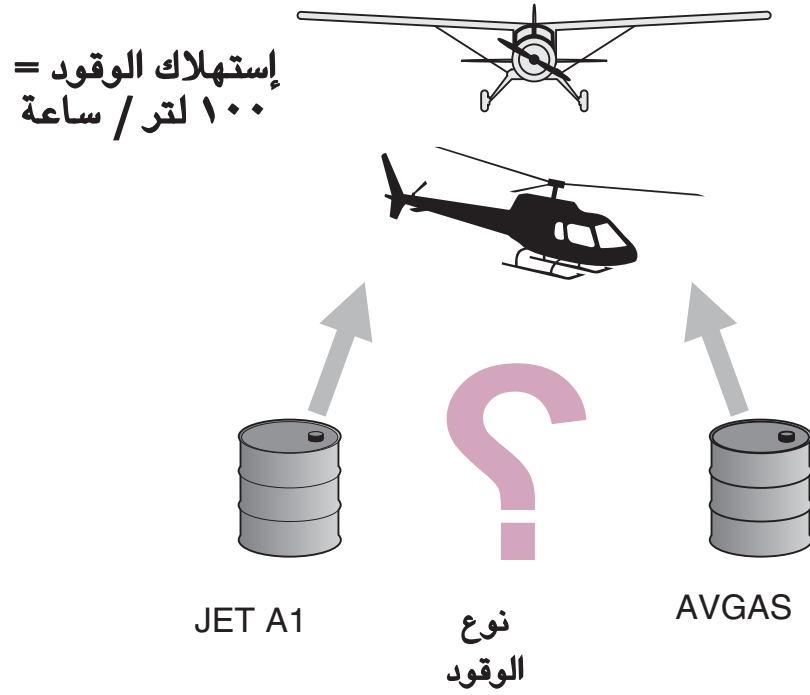 إستهلاك الوقود =
١٠٠ لتر / ساعة
؟
JET A1
نوع
الوقود
AVGAS